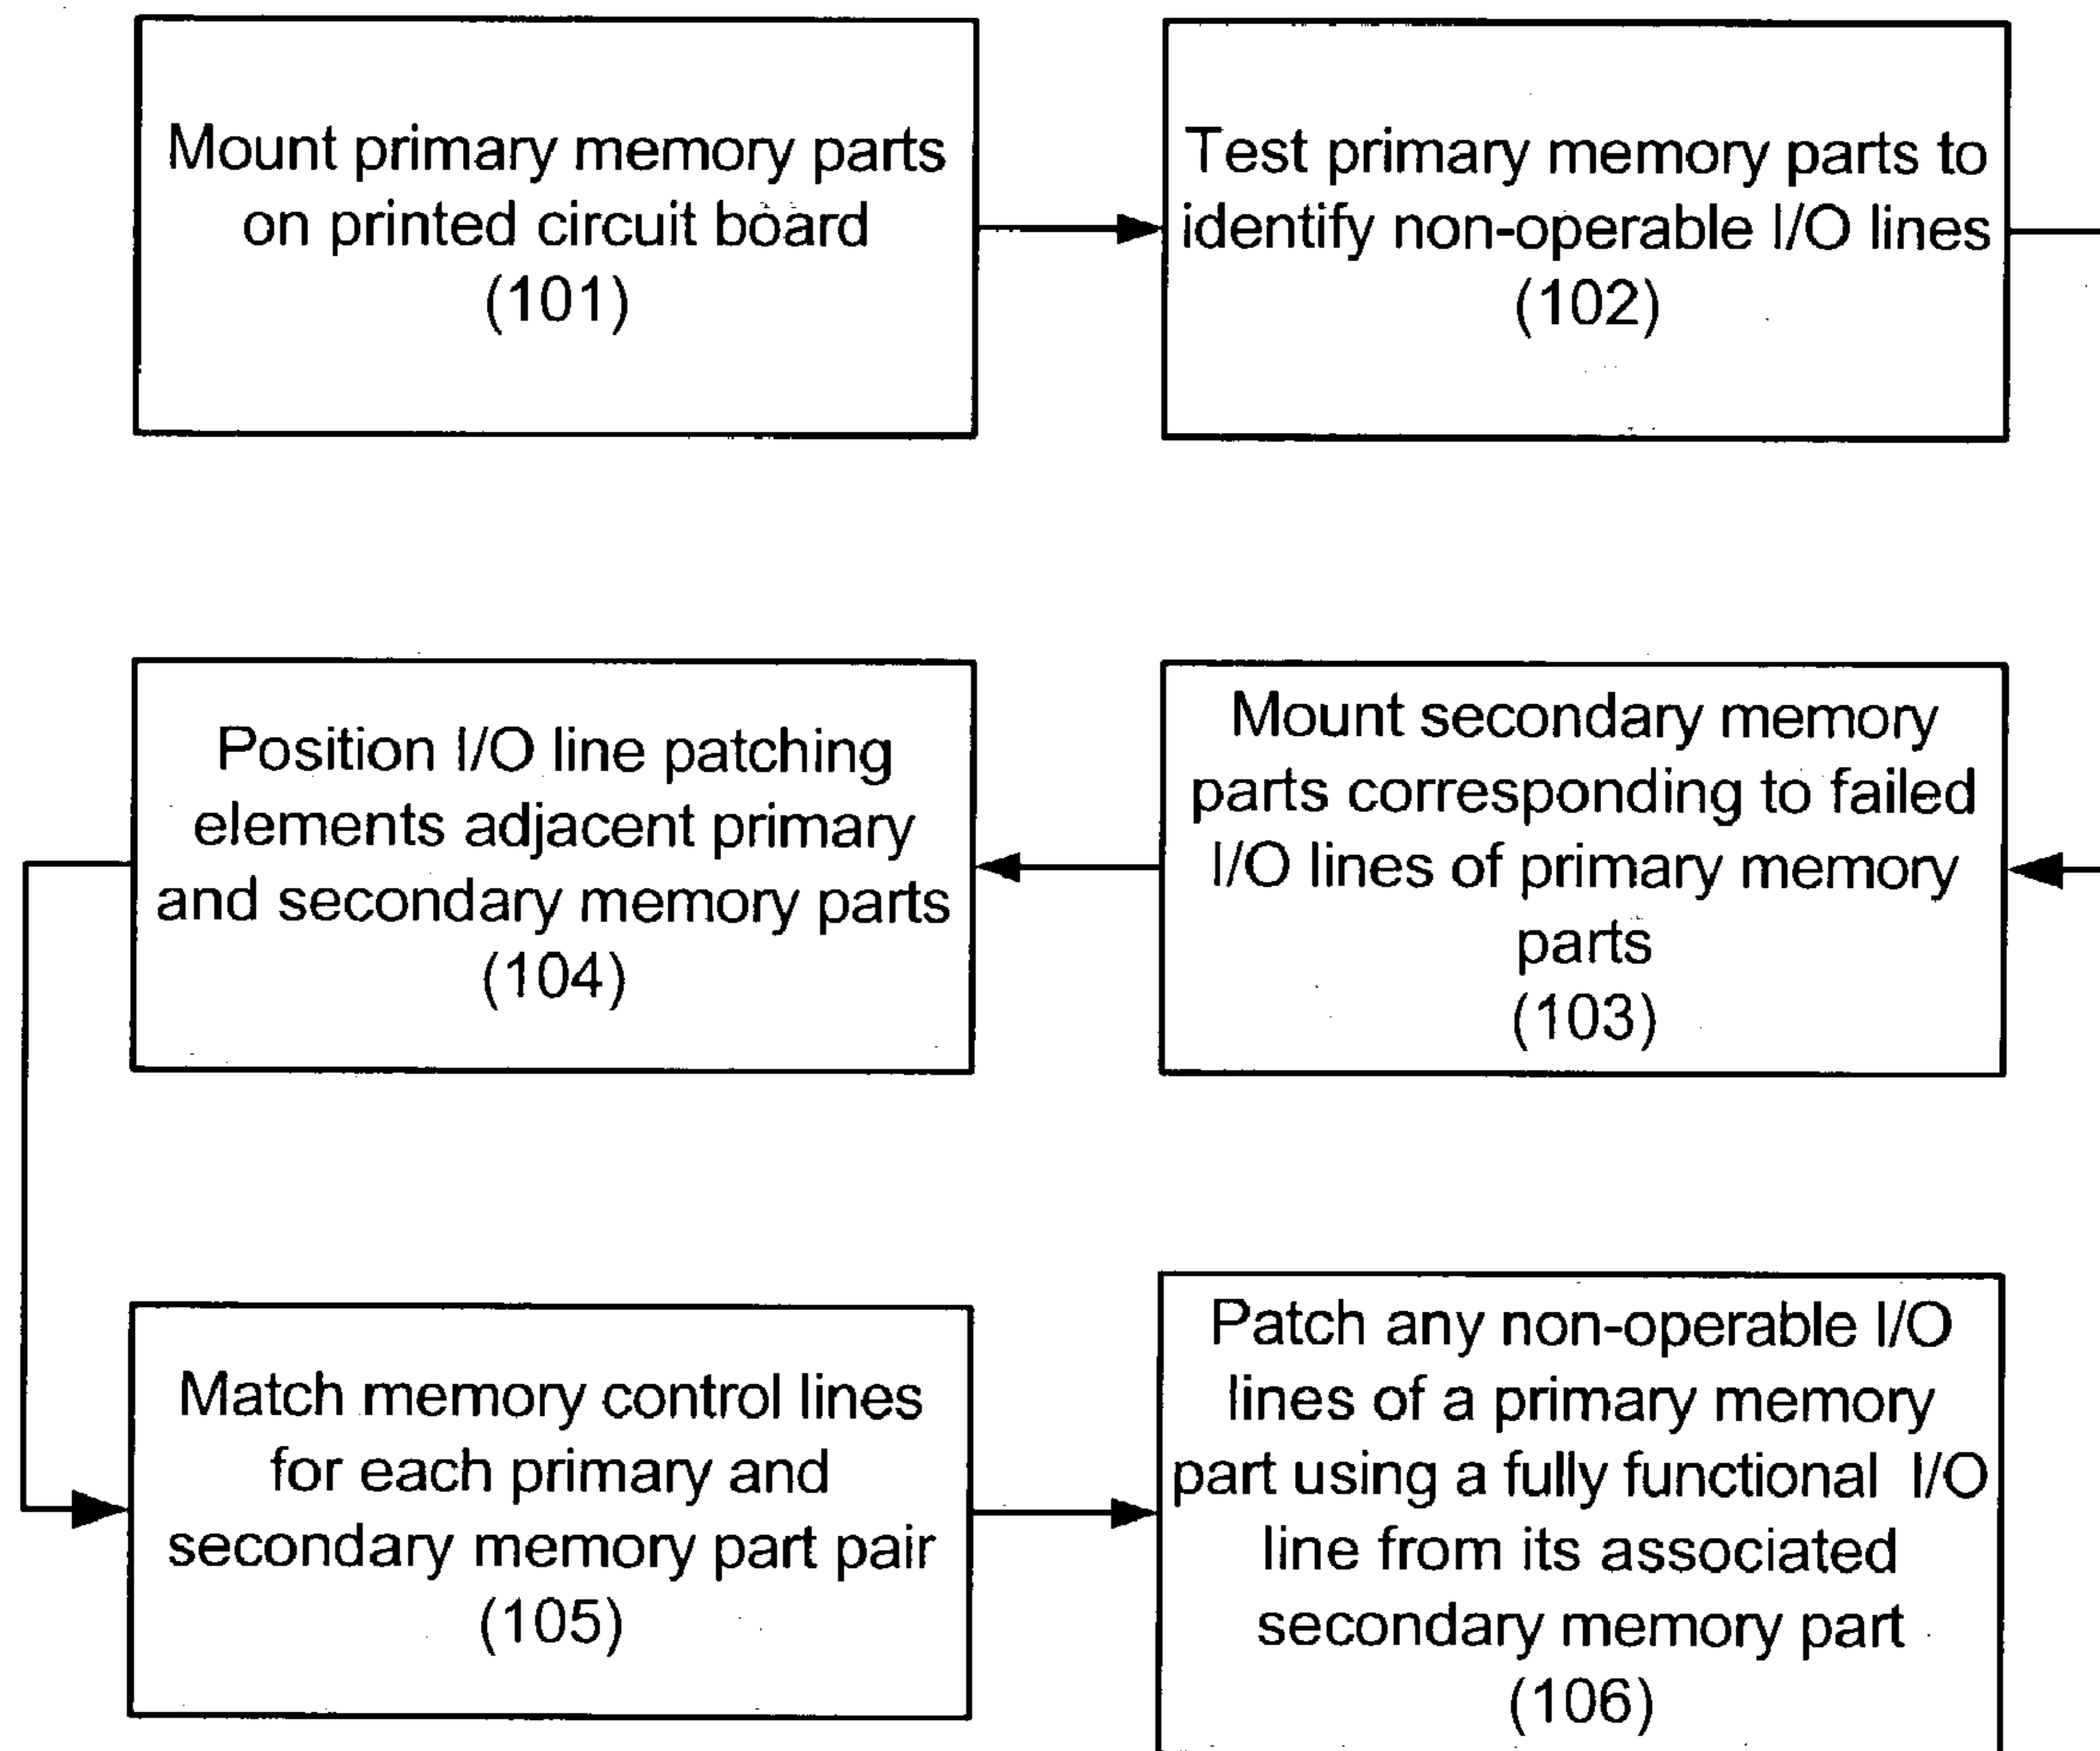 Mount primary memory parts
on printed circuit board
(101)
Test primary memory parts to
identify non-operable I/O lines
(102)
Mount secondary memory
parts corresponding to failed
I/O lines of primary memory
parts
(103)
Position I/O line patching
elements adjacent primary
and secondary memory parts
(104)
Match memory control lines
for each primary and
secondary memory part pair
(105)
Patch any non-operable I/O
lines of a primary memory
part using a fully functional I/O
line from its associated
secondary memory part
(106)